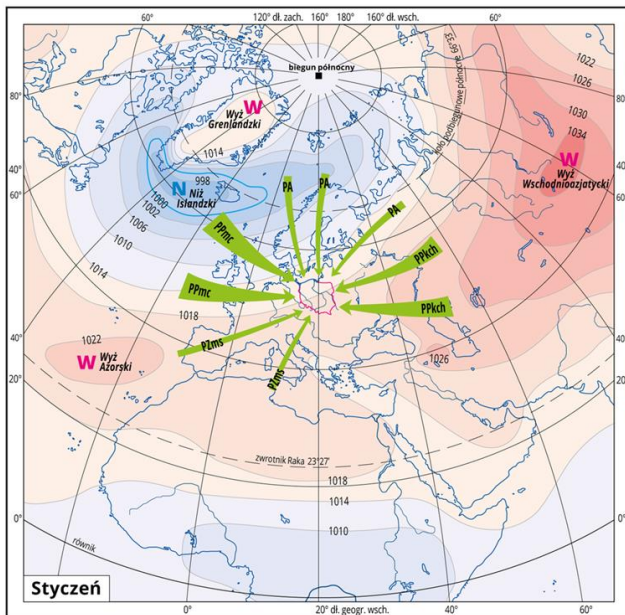 60°
120° dł. zach.
160°
180°
160° dł. wsch.
60°
biegun północny
koło podbiegunowe północne 66°33'
1022
1026
1030
1034
W
Wyż
Grenlandzki
80°
80°
W
Wyż
Wschodnioazjatycki
1014
998
N
Niż
Islandzki
40°
60°
40°
60°
1000
1002
1006
1010
1014
1018
PA
PA
PA
PPmc
PPmc
PPkch
PPkch
PZms
PZms
1022
W
Wyż
Azorski
1026
40°
20°
40°
20°
zwrotnik Raka 23°27'
1018
1014
1010
0°
0°
równik
Styczeń
0°
20° dł. geogr. wsch.
40°